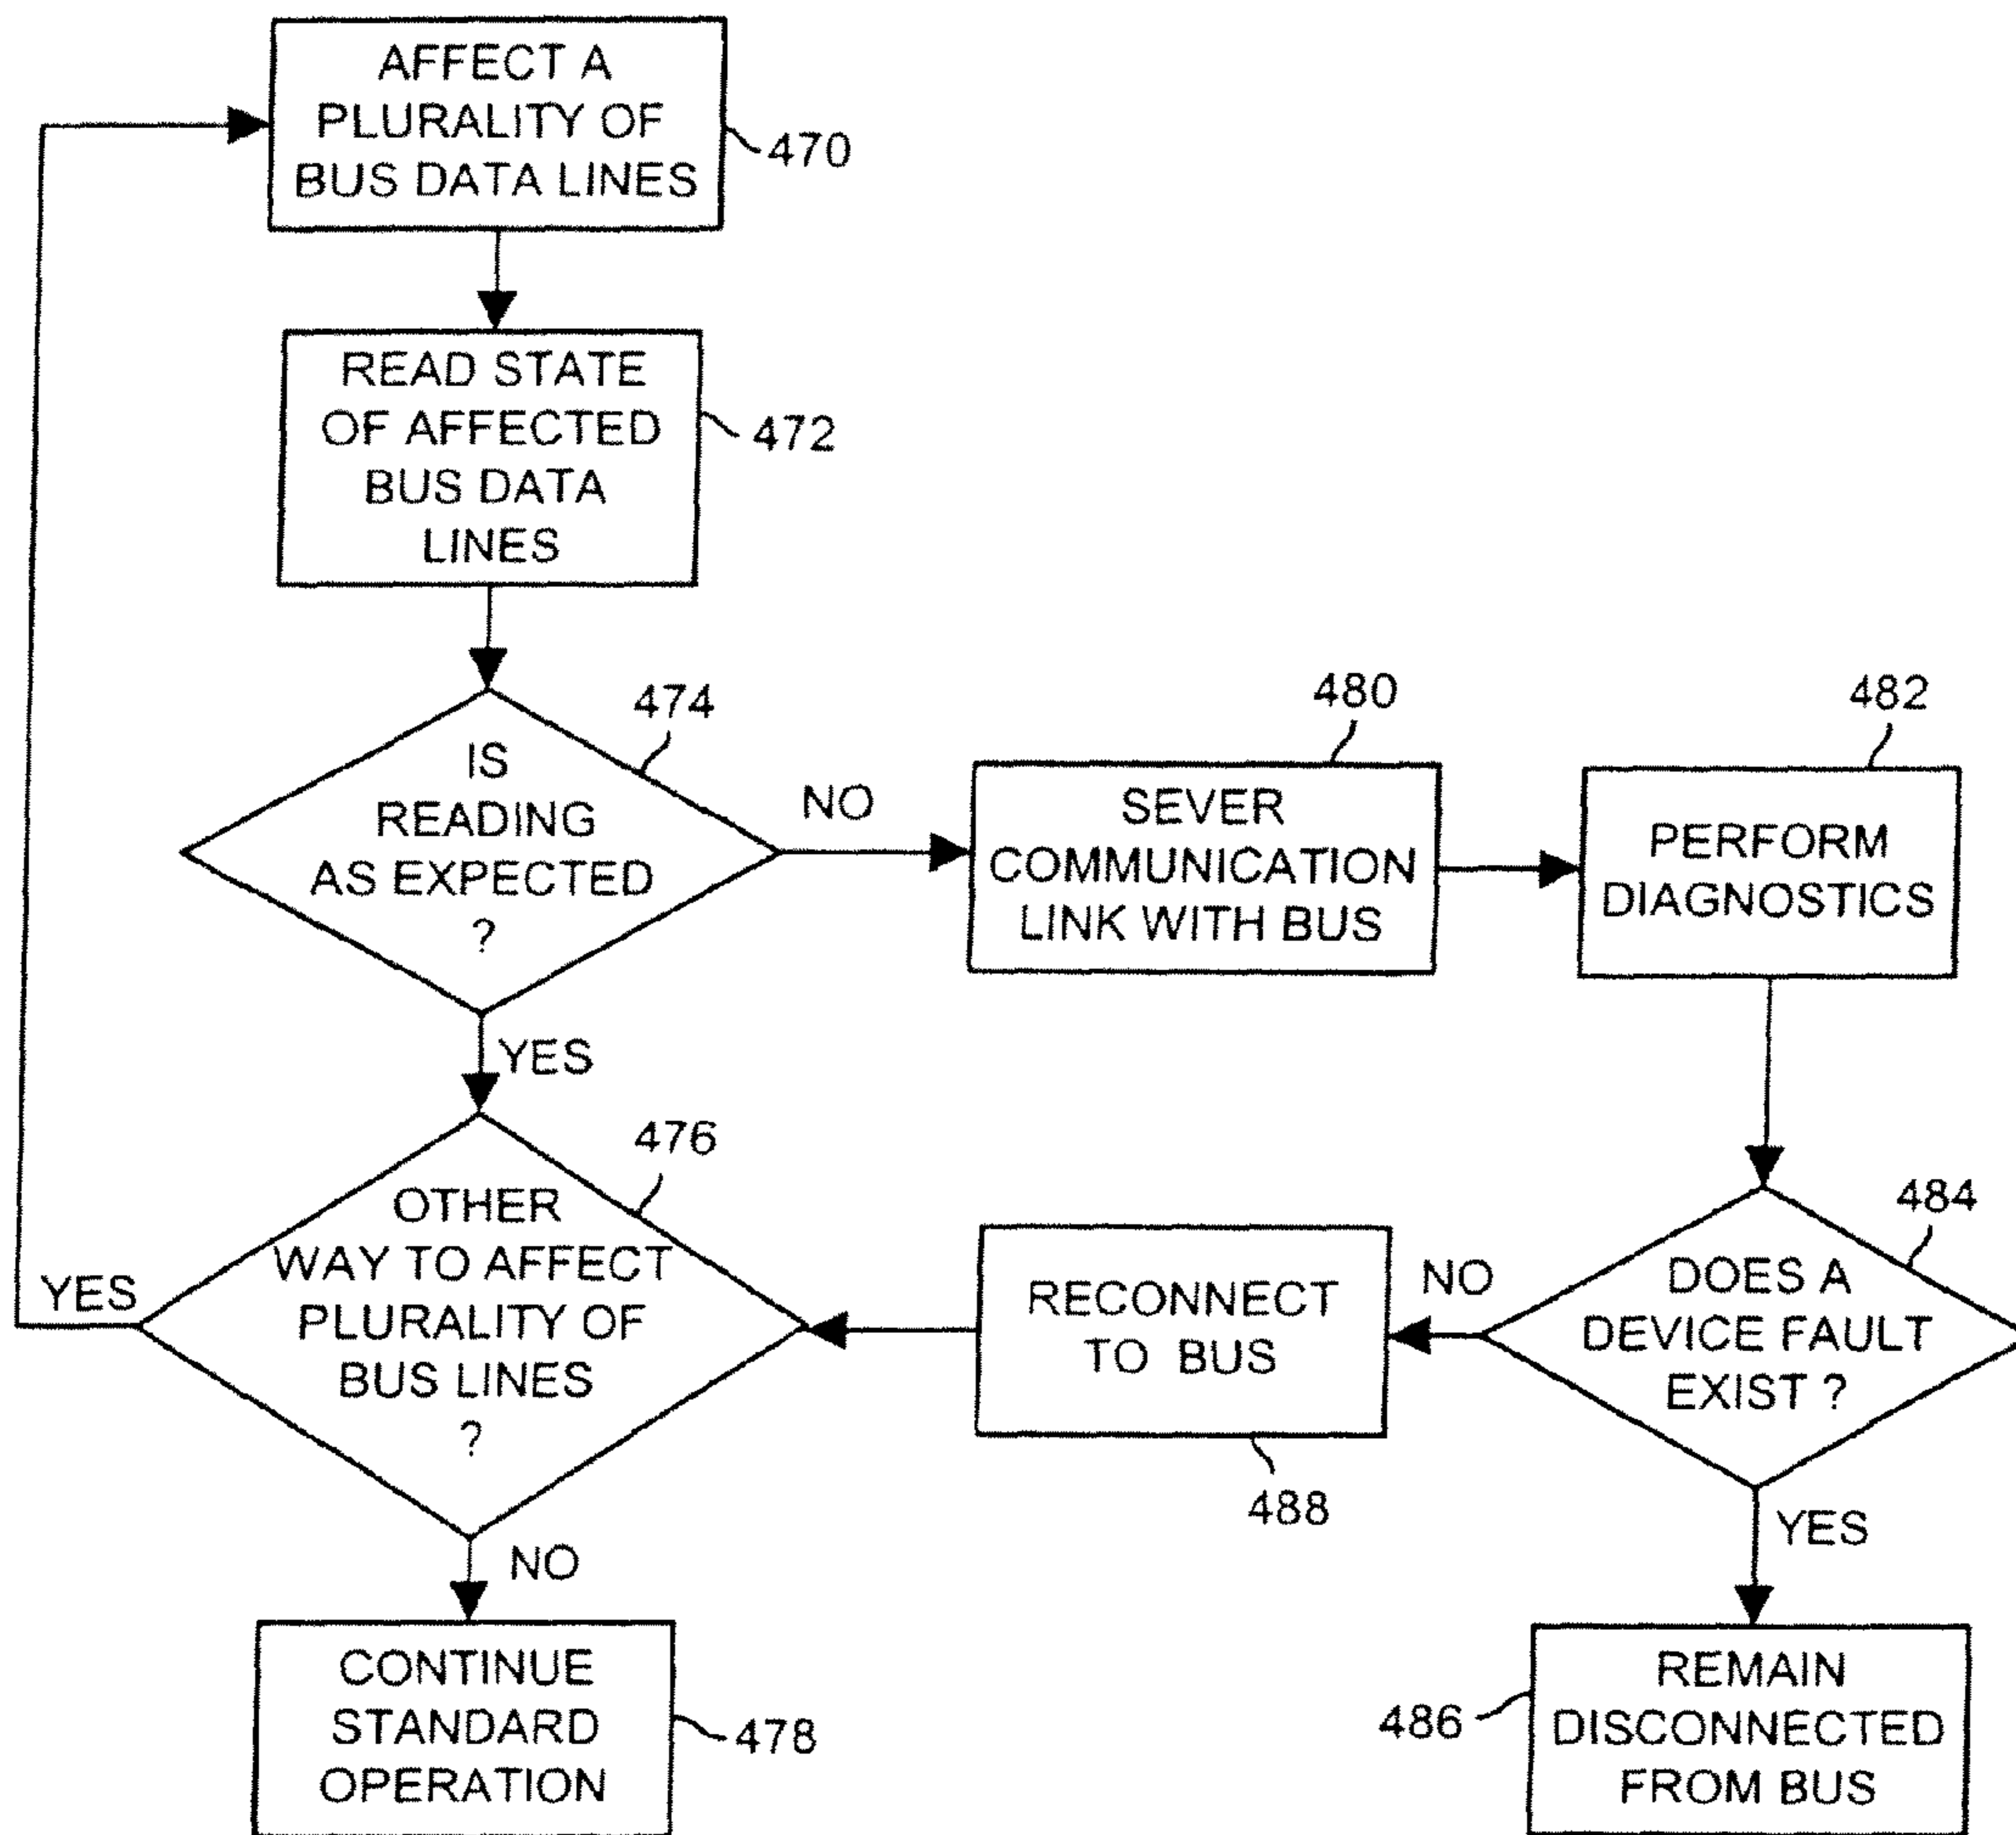 AFFECT A
PLURALITY OF
BUS DATA LINES
470
READ STATE
OF AFFECTED
BUS DATA
LINES
472
IS
READING
AS EXPECTED
?
474
NO
YES
SEVER
COMMUNICATION
LINK WITH BUS
480
PERFORM
DIAGNOSTICS
482
OTHER
WAY TO AFFECT
PLURALITY OF
BUS LINES
?
476
YES
NO
RECONNECT
TO BUS
488
NO
DOES A
DEVICE FAULT
EXIST ?
484
YES
CONTINUE
STANDARD
OPERATION
478
REMAIN
DISCONNECTED
FROM BUS
486